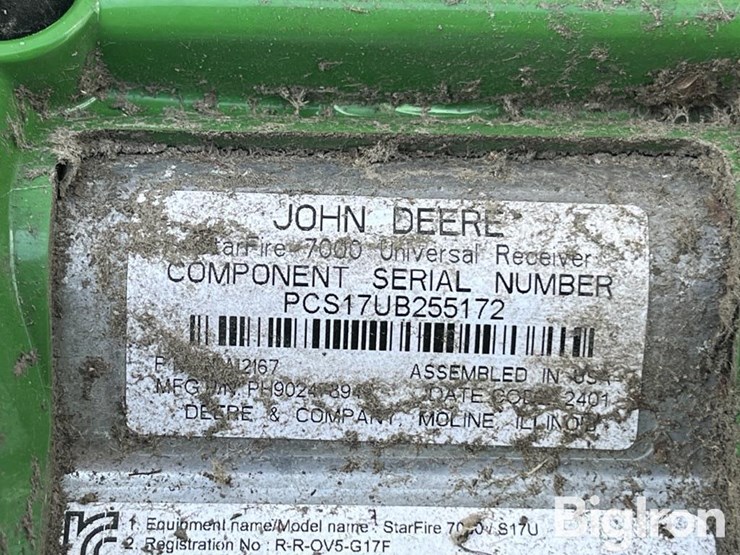 JOHN DEERE
StarFire 7000 Universal Receiver
COMPONENT SERIAL NUMBER
PCS17UB255172
ASSEMBLED IN USA
DATE CODE 2401
DEERE & COMPANY, MOLINE, ILLINOIS
1. Equipment name/Model name : StarFire 7000 / S17U
2. Registration No : R-R-QV5-G17F
BigIron